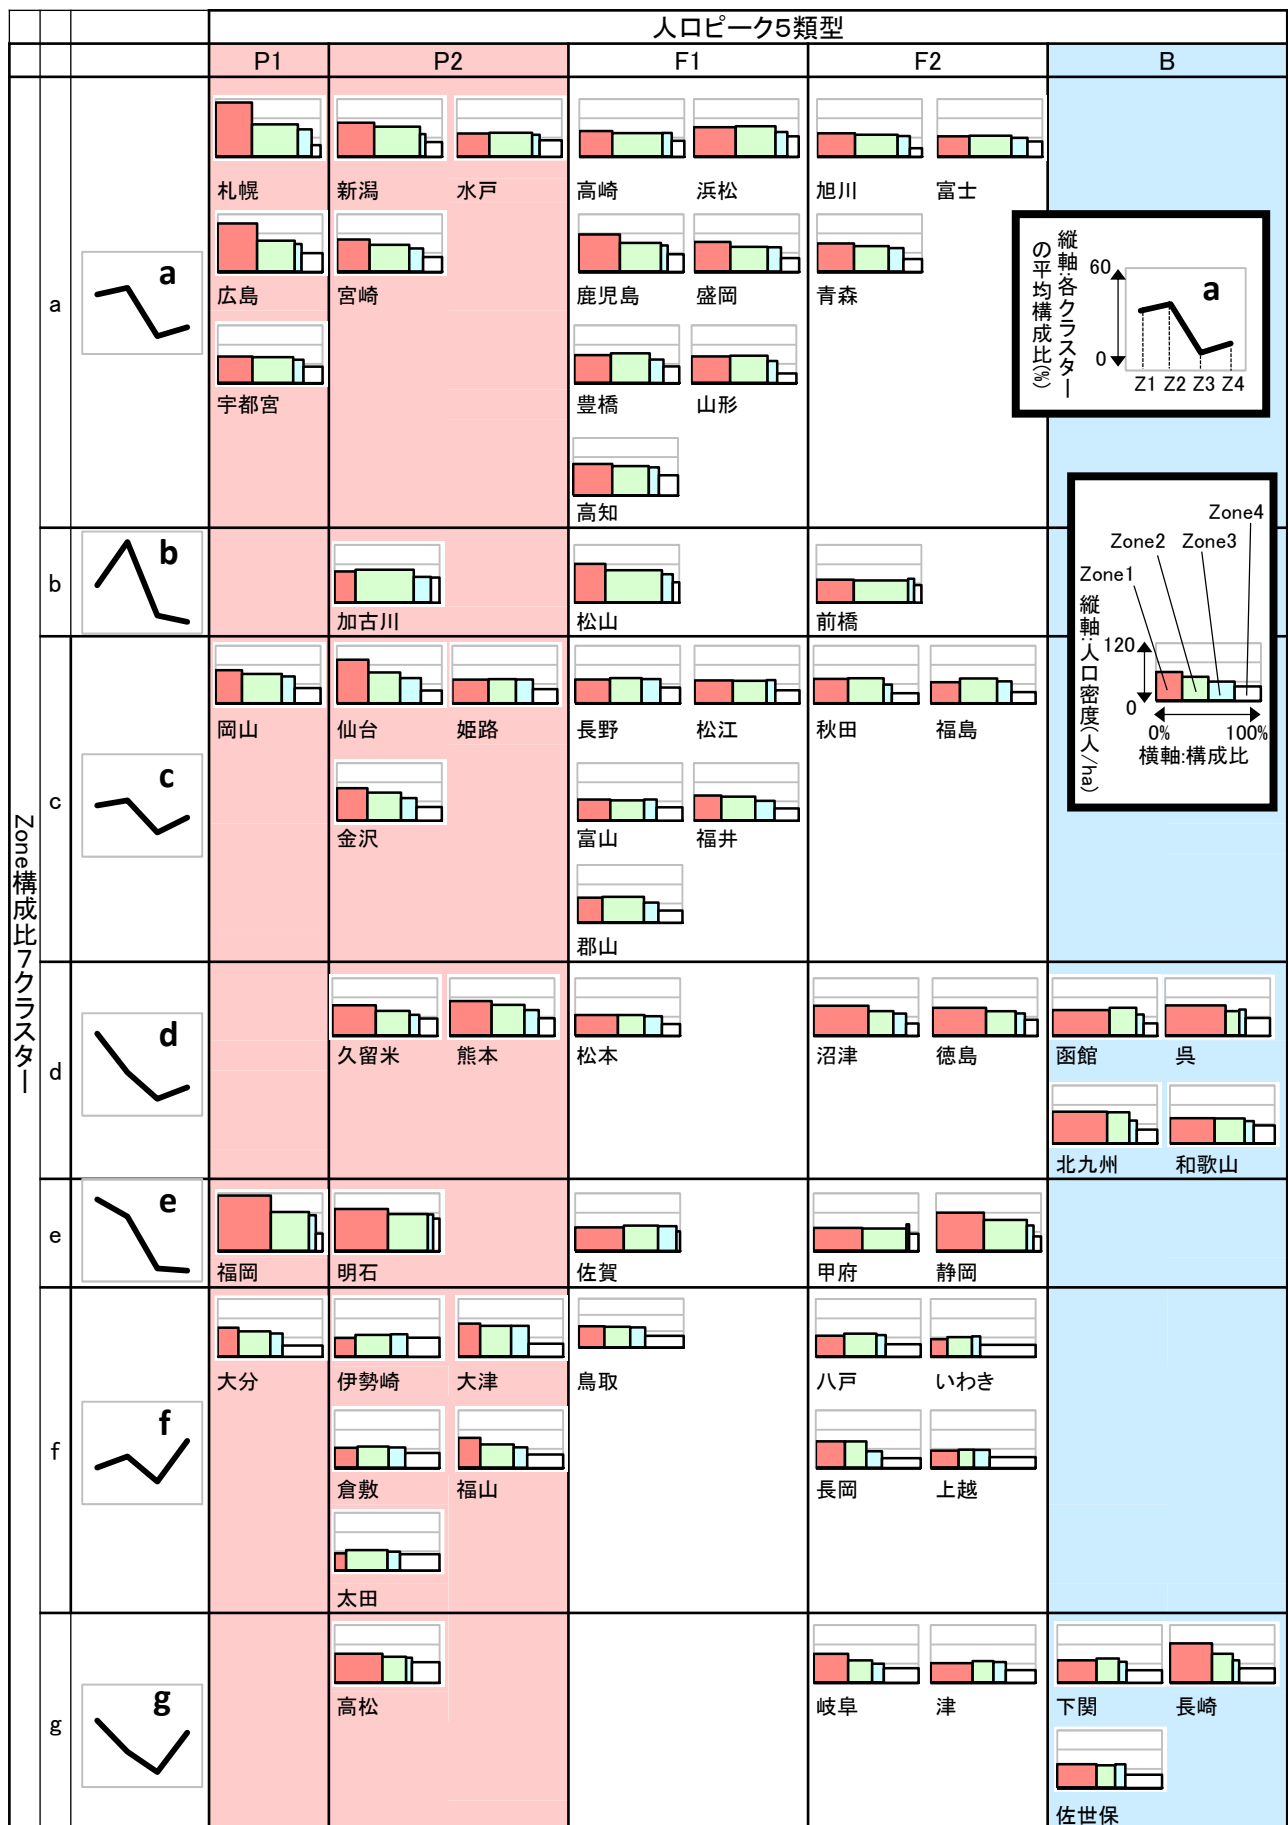 人口ピーク5類型
P1 P2 F1 F2 B
Zone構成比7クラスター
a
a
札幌 新潟 水戸 高崎 浜松 旭川 富士
広島 宮崎 鹿児島 盛岡 青森
宇都宮 豊橋 山形
高知
縦軸:各クラスター
の平均構成比(%)
60
0
a
Z1 Z2 Z3 Z4
b
b
加古川 松山 前橋
Zone4
Zone2 Zone3
Zone1
縦軸:人口密度(人/ha)
120
0
0% 100%
横軸:構成比
c
c
岡山 仙台 姫路 長野 松江 秋田 福島
金沢 富山 福井
郡山
d
d
久留米 熊本 松本 沼津 徳島 函館 呉
北九州 和歌山
e
e
福岡 明石 佐賀 甲府 静岡
f
f
大分 伊勢崎 大津 鳥取 八戸 いわき
倉敷 福山 長岡 上越
太田
g
g
高松 岐阜 津 下関 長崎
佐世保